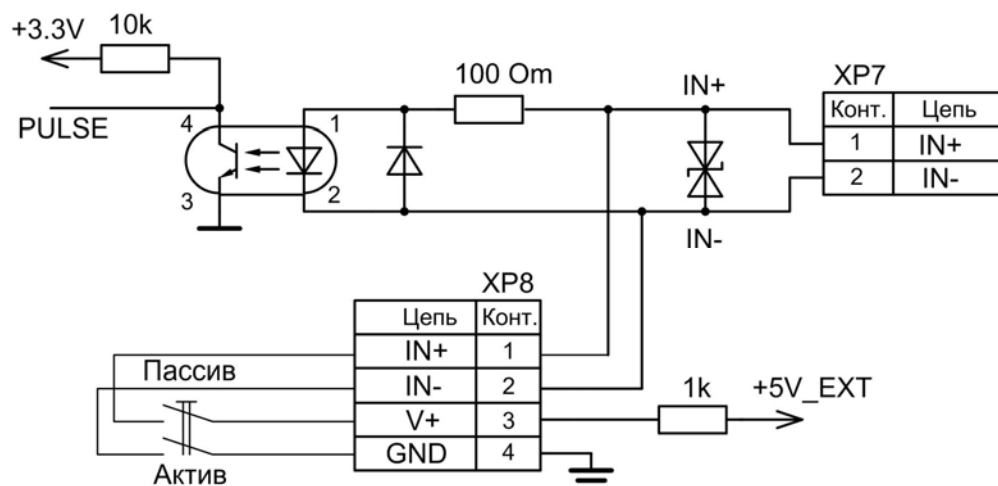 +3.3V
10k
PULSE
4
1
3
2
100 Om
IN+
IN-
XP7
Конт. Цепь
1 IN+
2 IN-
XP8
Цепь Конт.
IN+ 1
IN- 2
V+ 3
GND 4
Пассив
Актив
1k
+5V_EXT